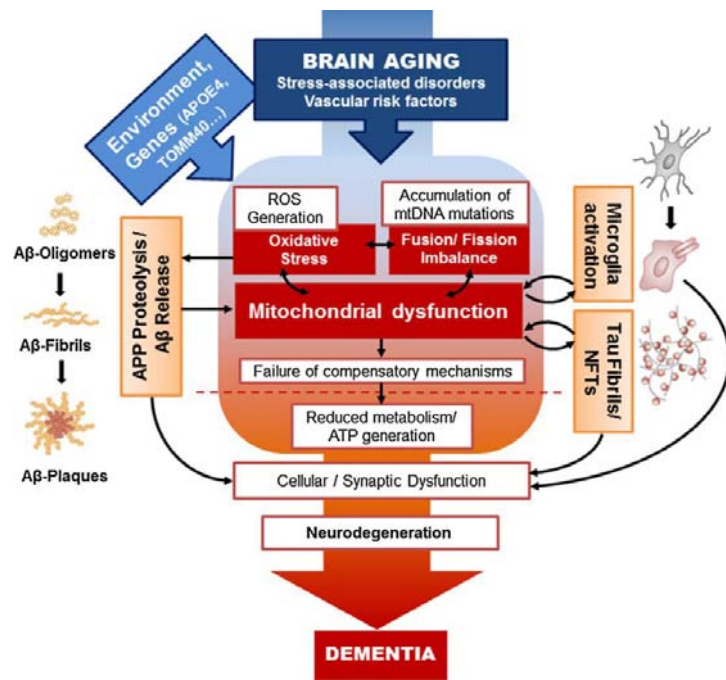 BRAIN AGING
Stress-associated disorders
Vascular risk factors
Environment,
Genes (APOE4,
TOMM40...)
ROS
Generation
Accumulation of
mtDNA mutations
Oxidative
Stress
Fusion/ Fission
Imbalance
Mitochondrial dysfunction
Failure of compensatory mechanisms
Reduced metabolism/
ATP generation
Cellular / Synaptic Dysfunction
Neurodegeneration
DEMENTIA
Aβ-Oligomers
Aβ-Fibrils
Aβ-Plaques
APP Proteolysis/
Aβ Release
Microglia
activation
Tau Fibrils/
NFTs